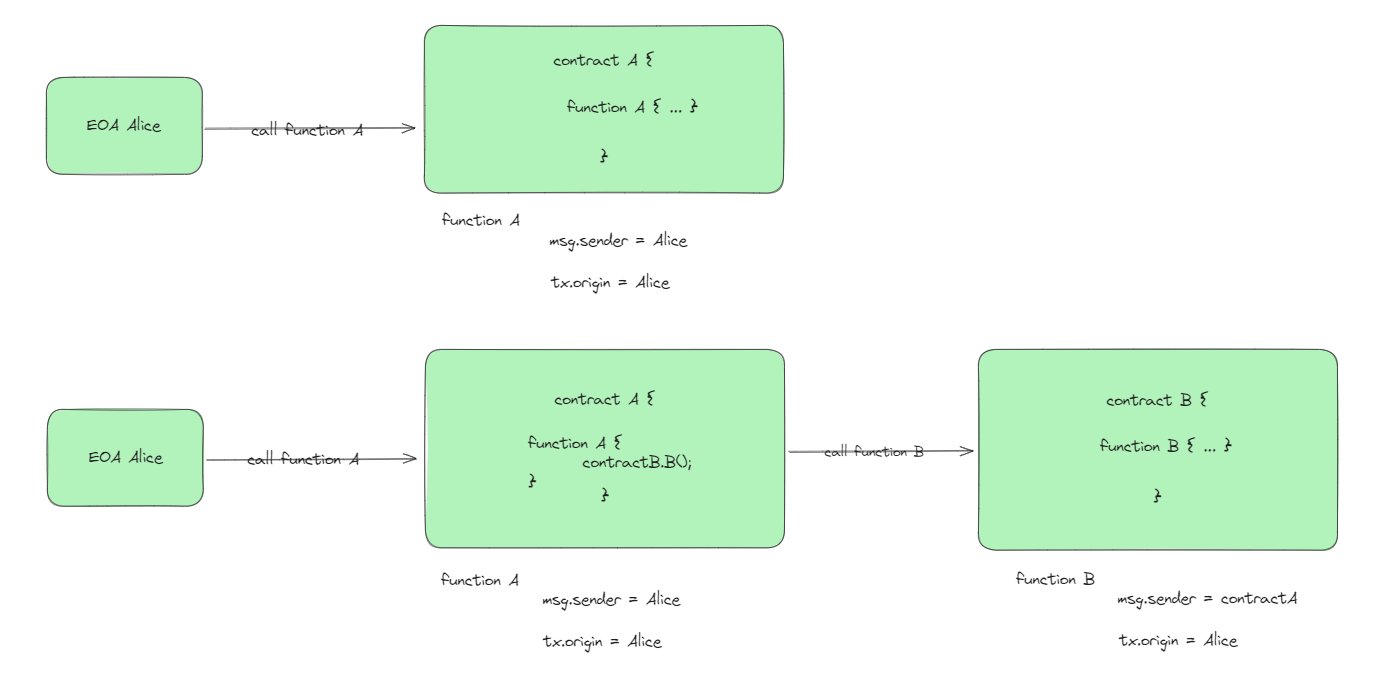 EOA Alice
call function A
contract A {
function A { ... }
}
function A
msg.sender = Alice
tx.origin = Alice
EOA Alice
call function A
contract A {
function A {
contractB.B();
}
}
function A
msg.sender = Alice
tx.origin = Alice
call function B
contract B {
function B { ... }
}
function B
msg.sender = contractA
tx.origin = Alice